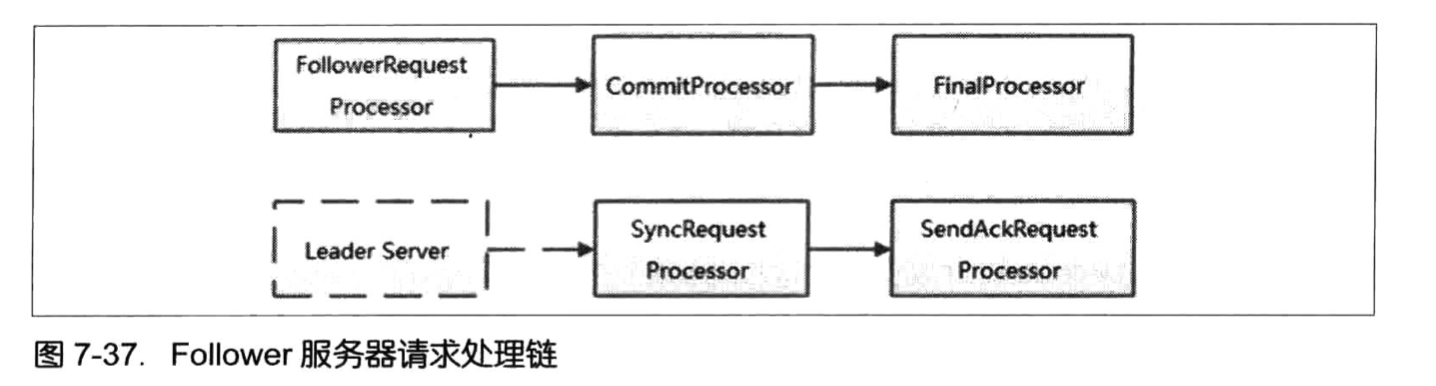 FollowerRequest
Processor
CommitProcessor
FinalProcessor
Leader Server
SyncRequest
Processor
SendAckRequest
Processor
图 7-37. Follower 服务器请求处理链